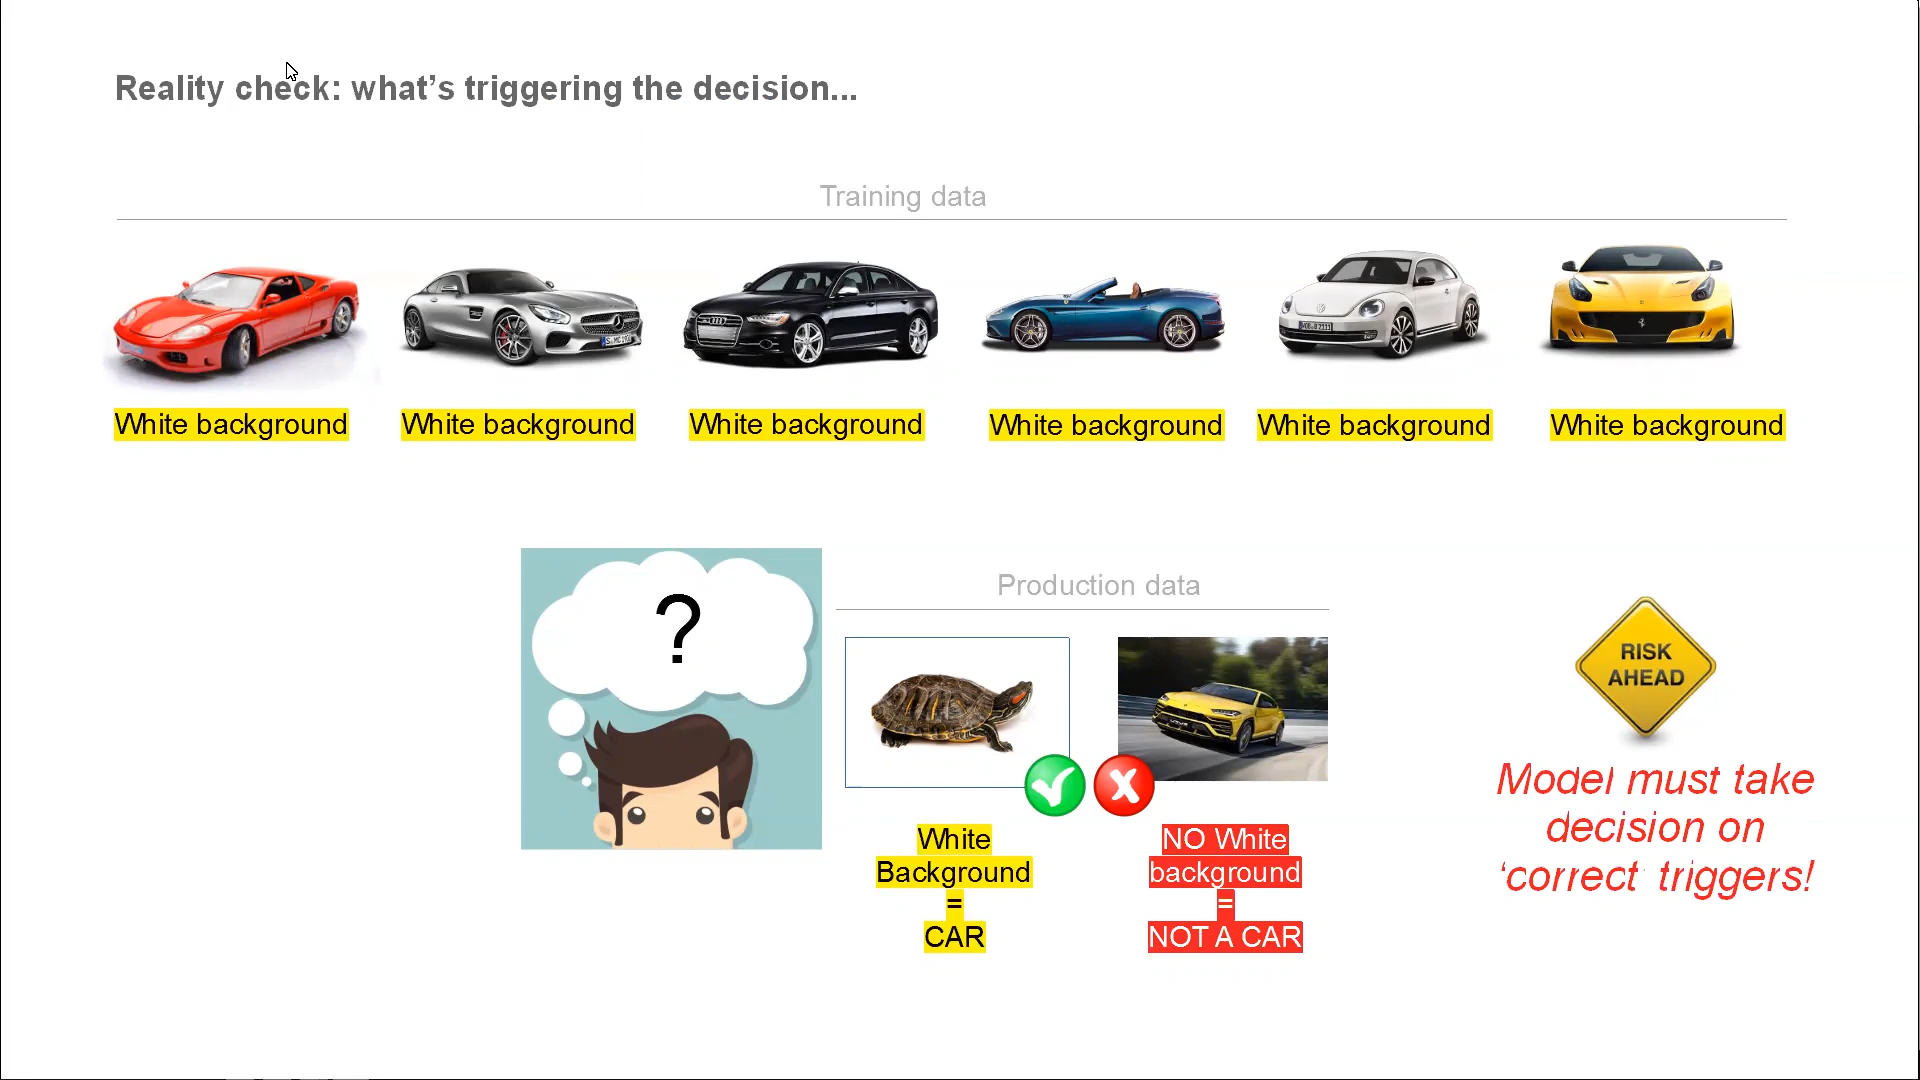 Reality check: what’s triggering the decision...
Training data
White background
White background
White background
White background
White background
White background
?
Production data
White
Background
=
CAR
NO White
background
=
NOT A CAR
RISK
AHEAD
Model must take
decision on
‘correct’ triggers!